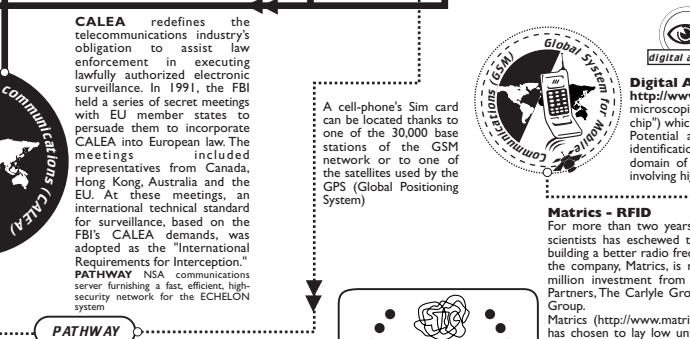 CALEA redefines the
telecommunications industry's
obligation to assist law
enforcement in executing
lawfully authorized electronic
surveillance. In 1991, the FBI
held a series of secret meetings
with EU member states to
persuade them to incorporate
CALEA into European law. The
meetings included
representatives from Canada,
Hong Kong, Australia and the
EU. At these meetings, an
international technical standard
for surveillance, based on the
FBI's CALEA demands, was
adopted as the "International
Requirements for Interception."
PATHWAY NSA communications
server furnishing a fast, efficient, high-
security network for the ECHELON
system
PATHWAY
communications (CALEA)
A cell-phone's Sim card
can be located thanks to
one of the 30,000 base
stations of the GSM
network or to one of
the satellites used by the
GPS (Global Positioning
System)
Global System for Mobile
Communications (GSM)
digital a
Digital A
http://www
microscopi
chip") whic
Potential a
identificatio
domain of
involving hig
Matrics - RFID
For more than two years
scientists has eschewed t
building a better radio fred
the company, Matrics, is r
million investment from
Partners, The Carlyle Gro
Group.
Matrics (http://www.matri
has chosen to lay low unt